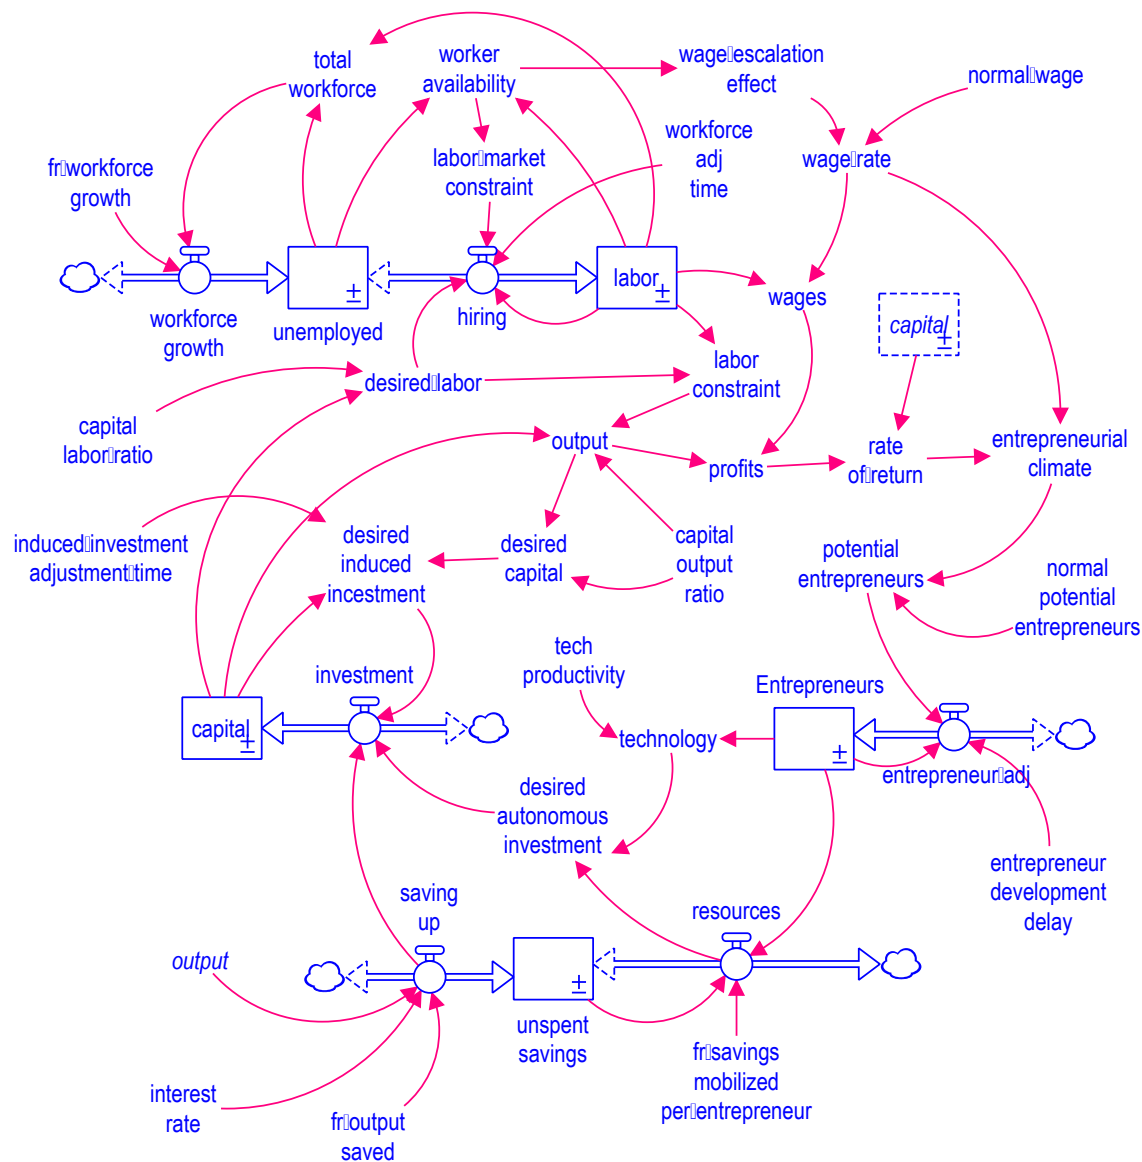 total
workforce
worker
availability
wage▯escalation
effect
normal▯wage
workforce
adj
time
labor▯market
constraint
wage▯rate
fr▯workforce
growth
labor
workforce
growth
unemployed
hiring
wages
capital
labor
constraint
desired▯labor
capital
labor▯ratio
output
profits
rate
of▯return
entrepreneurial
climate
induced▯investment
adjustment▯time
desired
induced
incestment
desired
capital
capital
output
ratio
potential
entrepreneurs
normal
potential
entrepreneurs
tech
productivity
investment
Entrepreneurs
capital
technology
entrepreneur▯adj
desired
autonomous
investment
entrepreneur
development
delay
saving
up
resources
output
unspent
savings
fr▯savings
mobilized
per▯entrepreneur
interest
rate
fr▯output
saved